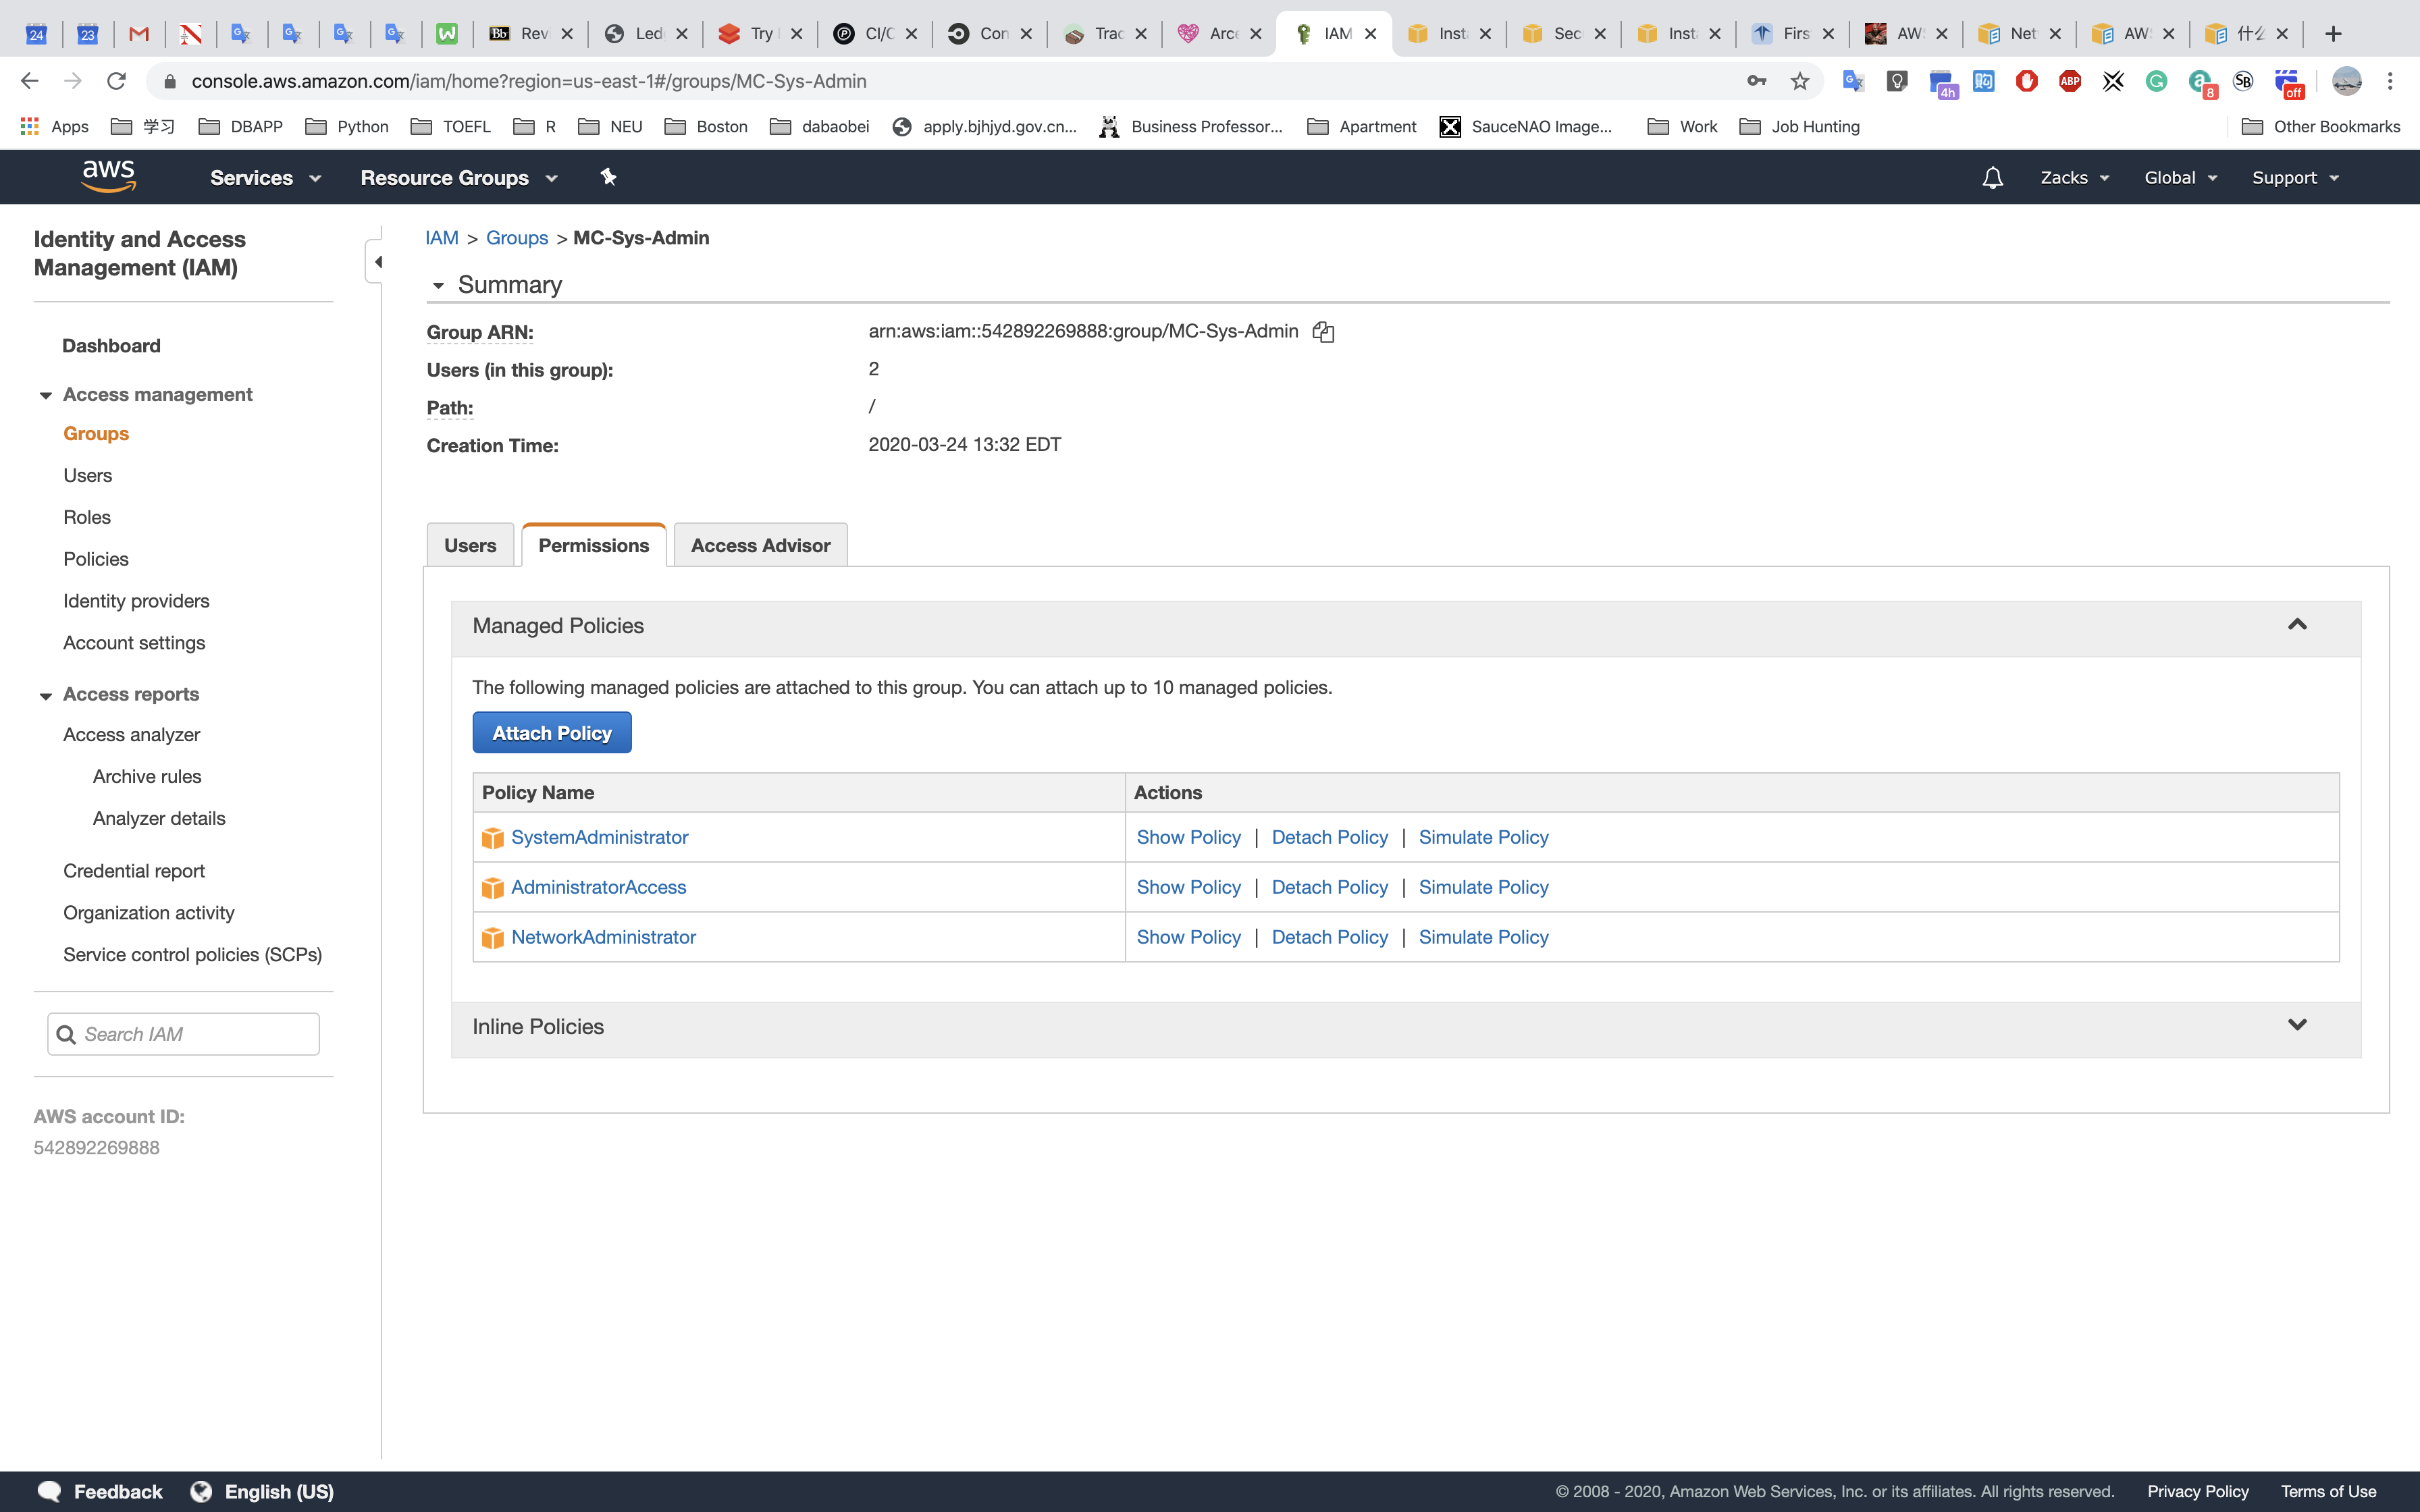 24 23 Bb Rev Led Try CI/C Con Trac Arce IAM Inst Sec Inst Firs AW Net AW 什么
console.aws.amazon.com/iam/home?region=us-east-1#/groups/MC-Sys-Admin
4h ABP 8 SB off
Apps 学习 DBAPP Python TOEFL R NEU Boston dabaobei apply.bjhjyd.gov.cn... Business Professor... Apartment SauceNAO Image... Work Job Hunting Other Bookmarks
aws Services Resource Groups Zacks Global Support
Identity and Access
Management (IAM)
Dashboard
Access management
Groups
Users
Roles
Policies
Identity providers
Account settings
Access reports
Access analyzer
Archive rules
Analyzer details
Credential report
Organization activity
Service control policies (SCPs)
Search IAM
AWS account ID:
542892269888
IAM > Groups > MC-Sys-Admin
Summary
Group ARN: arn:aws:iam::542892269888:group/MC-Sys-Admin
Users (in this group): 2
Path: /
Creation Time: 2020-03-24 13:32 EDT
Users Permissions Access Advisor
Managed Policies
The following managed policies are attached to this group. You can attach up to 10 managed policies.
Attach Policy
Policy Name Actions
SystemAdministrator Show Policy | Detach Policy | Simulate Policy
AdministratorAccess Show Policy | Detach Policy | Simulate Policy
NetworkAdministrator Show Policy | Detach Policy | Simulate Policy
Inline Policies
Feedback English (US) © 2008 - 2020, Amazon Web Services, Inc. or its affiliates. All rights reserved. Privacy Policy Terms of Use